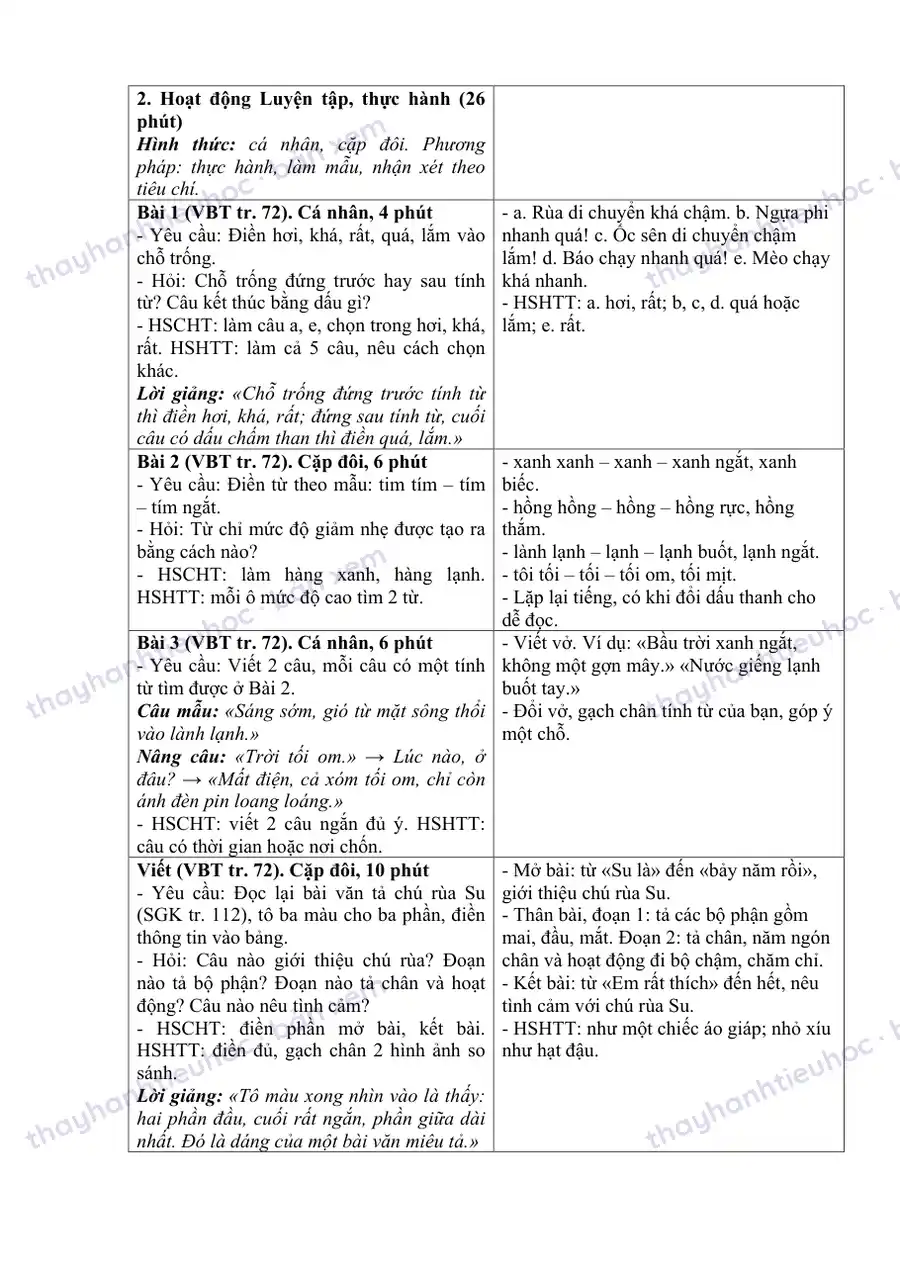 2. Hoạt động Luyện tập, thực hành (26
phút)
Hình thức: cá nhân, cặp đôi. Phương
pháp: thực hành, làm mẫu, nhận xét theo
tiêu chí.
Bài 1 (VBT tr. 72). Cá nhân, 4 phút
- Yêu cầu: Điền hơi, khá, rất, quá, lắm vào
chỗ trống.
- Hỏi: Chỗ trống đứng trước hay sau tính
từ? Câu kết thúc bằng dấu gì?
- HSCHT: làm câu a, e, chọn trong hơi, khá,
rất. HSHTT: làm cả 5 câu, nêu cách chọn
khác.
Lời giảng: «Chỗ trống đứng trước tính từ
thì điền hơi, khá, rất; đứng sau tính từ, cuối
câu có dấu chấm than thì điền quá, lắm.»
- a. Rùa di chuyển khá chậm. b. Ngựa phi
nhanh quá! c. Ốc sên di chuyển chậm
lắm! d. Báo chạy nhanh quá! e. Mèo chạy
khá nhanh.
- HSHTT: a. hơi, rất; b, c, d. quá hoặc
lắm; e. rất.
Bài 2 (VBT tr. 72). Cặp đôi, 6 phút
- Yêu cầu: Điền từ theo mẫu: tim tím – tím
– tím ngắt.
- Hỏi: Từ chỉ mức độ giảm nhẹ được tạo ra
bằng cách nào?
- HSCHT: làm hàng xanh, hàng lạnh.
HSHTT: mỗi ô mức độ cao tìm 2 từ.
- xanh xanh – xanh – xanh ngắt, xanh
biếc.
- hồng hồng – hồng – hồng rực, hồng
thắm.
- lành lạnh – lạnh – lạnh buốt, lạnh ngắt.
- tôi tối – tối – tối om, tối mịt.
- Lặp lại tiếng, có khi đổi dấu thanh cho
dễ đọc.
Bài 3 (VBT tr. 72). Cá nhân, 6 phút
- Yêu cầu: Viết 2 câu, mỗi câu có một tính
từ tìm được ở Bài 2.
Câu mẫu: «Sáng sớm, gió từ mặt sông thổi
vào lành lạnh.»
Nâng câu: «Trời tối om.» → Lúc nào, ở
đâu? → «Mất điện, cả xóm tối om, chỉ còn
ánh đèn pin loang loáng.»
- HSCHT: viết 2 câu ngắn đủ ý. HSHTT:
câu có thời gian hoặc nơi chốn.
- Viết vở. Ví dụ: «Bầu trời xanh ngắt,
không một gợn mây.» «Nước giếng lạnh
buốt tay.»
- Đổi vở, gạch chân tính từ của bạn, góp ý
một chỗ.
Viết (VBT tr. 72). Cặp đôi, 10 phút
- Yêu cầu: Đọc lại bài văn tả chú rùa Su
(SGK tr. 112), tô ba màu cho ba phần, điền
thông tin vào bảng.
- Hỏi: Câu nào giới thiệu chú rùa? Đoạn
nào tả bộ phận? Đoạn nào tả chân và hoạt
động? Câu nào nêu tình cảm?
- HSCHT: điền phần mở bài, kết bài.
HSHTT: điền đủ, gạch chân 2 hình ảnh so
sánh.
Lời giảng: «Tô màu xong nhìn vào là thấy:
hai phần đầu, cuối rất ngắn, phần giữa dài
nhất. Đó là dáng của một bài văn miêu tả.»
- Mở bài: từ «Su là» đến «bảy năm rồi»,
giới thiệu chú rùa Su.
- Thân bài, đoạn 1: tả các bộ phận gồm
mai, đầu, mắt. Đoạn 2: tả chân, năm ngón
chân và hoạt động đi bộ chậm, chăm chỉ.
- Kết bài: từ «Em rất thích» đến hết, nêu
tình cảm với chú rùa Su.
- HSHTT: như một chiếc áo giáp; nhỏ xíu
như hạt đậu.
thayhanhtieuhoc · bản xem
thayhanhtieuhoc · b
thayhanhtieuhoc · bản xem
thayhanhtieuhoc · b
thayhanhtieuhoc · bản xem
thayhanhtieuhoc · b